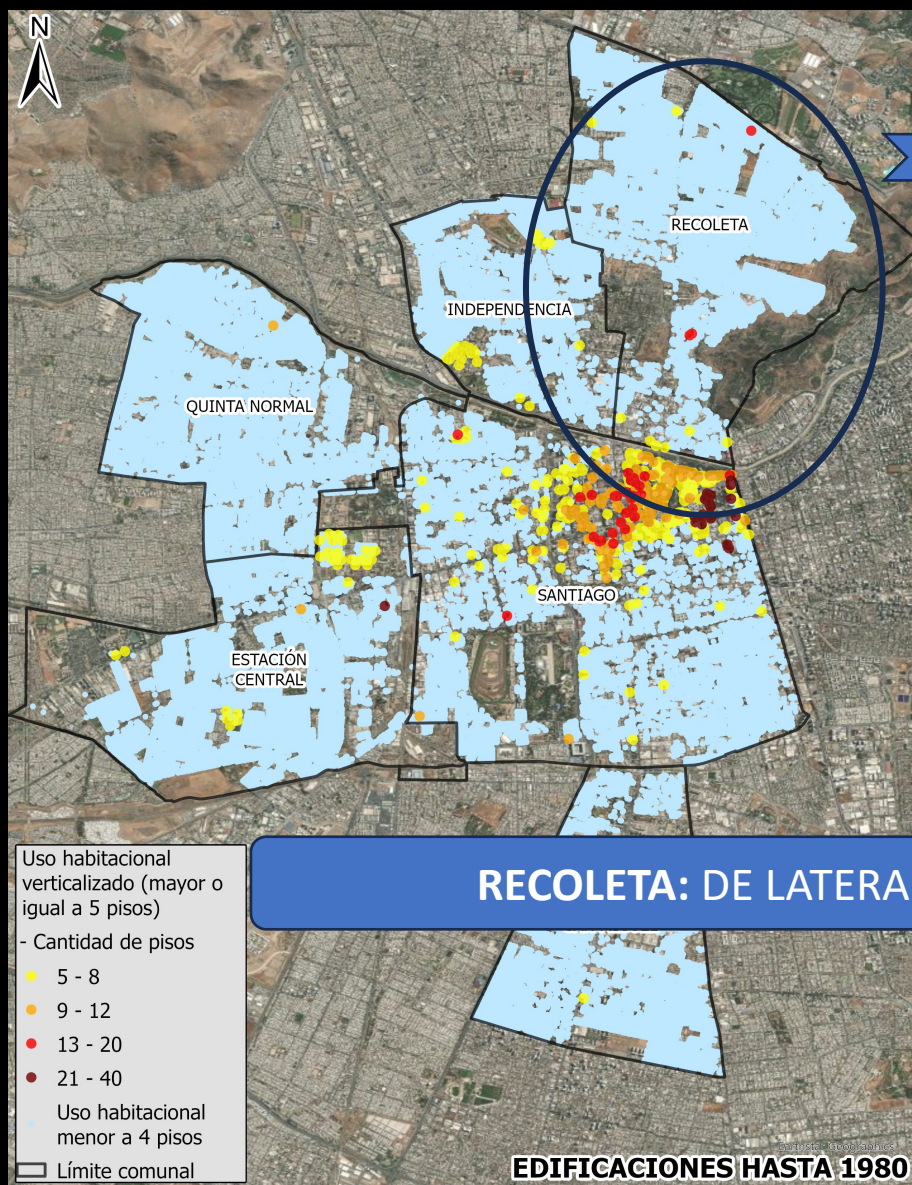 N
RECOLETA
INDEPENDENCIA
QUINTA NORMAL
SANTIAGO
ESTACIÓN
CENTRAL
RECOLETA: DE LATERA
Uso habitacional
verticalizado (mayor o
igual a 5 pisos)
- Cantidad de pisos
5 - 8
9 - 12
13 - 20
21 - 40
Uso habitacional
menor a 4 pisos
Límite comunal
EDIFICACIONES HASTA 1980